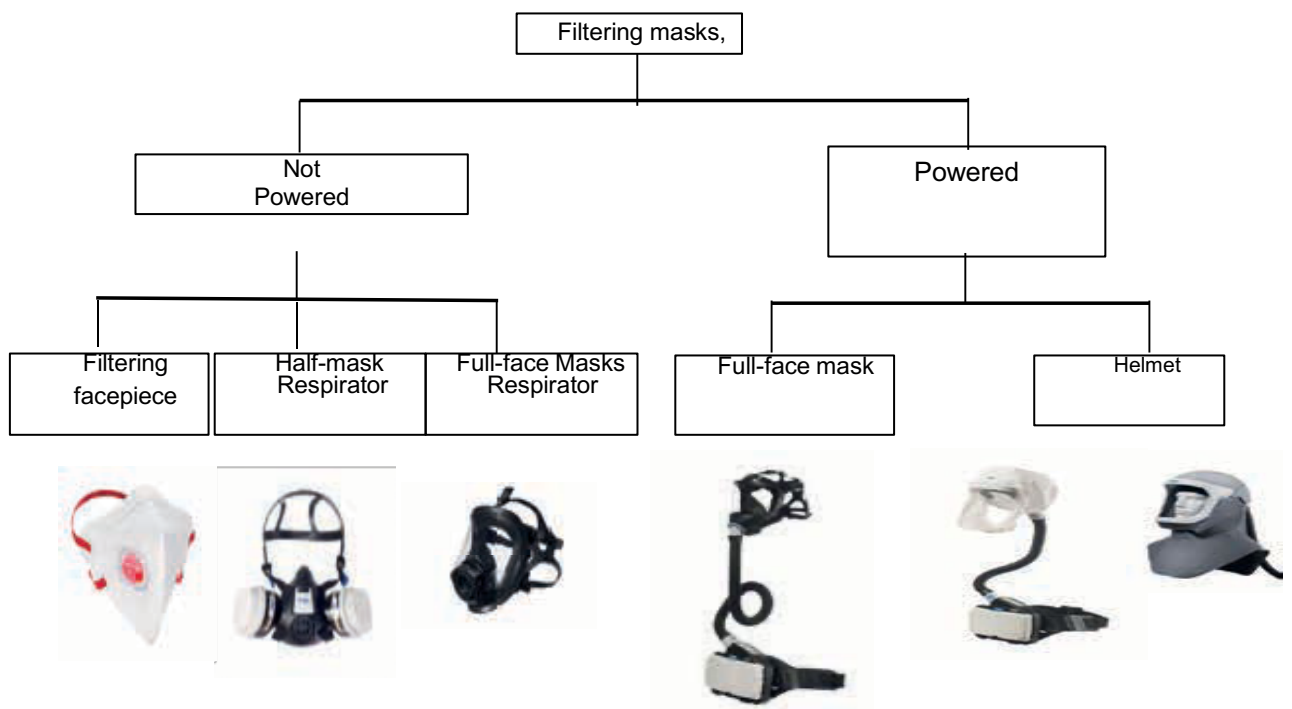 Filtering masks,
Not
Powered
Powered
Filtering
facepiece
Half-mask
Respirator
Full-face Masks
Respirator
Full-face mask
Helmet